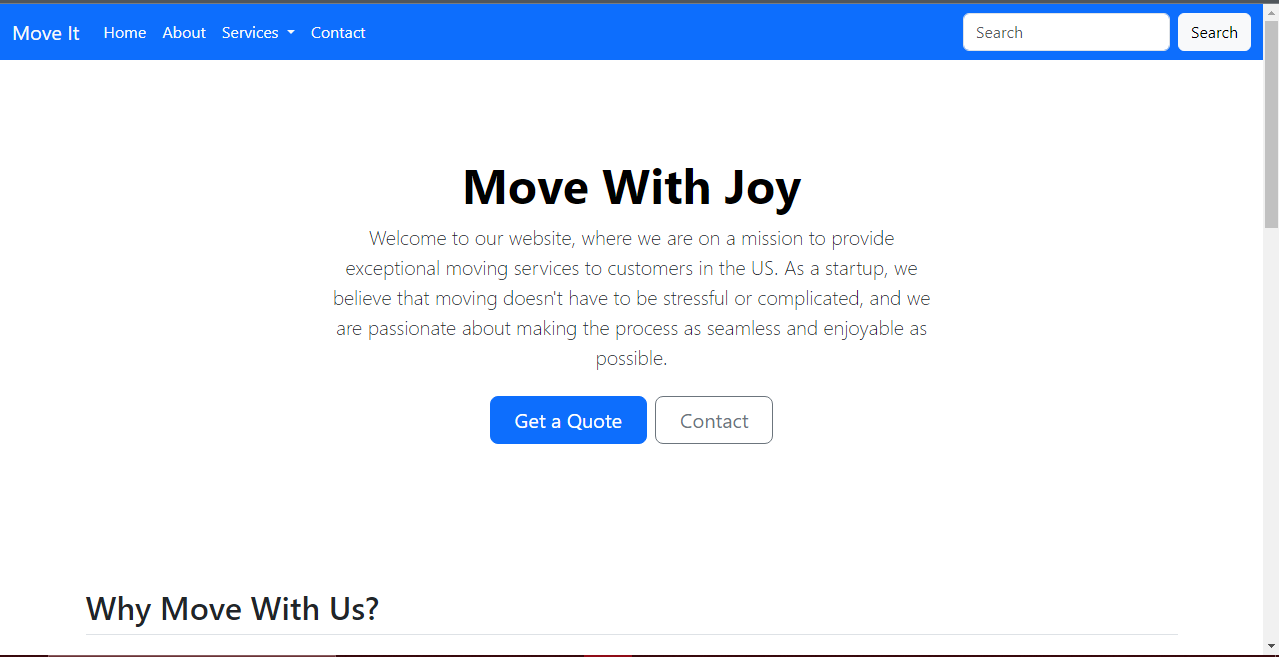 Move It Home About Services Contact Search Search
Move With Joy
Welcome to our website, where we are on a mission to provide
exceptional moving services to customers in the US. As a startup, we
believe that moving doesn't have to be stressful or complicated, and we
are passionate about making the process as seamless and enjoyable as
possible.
Get a Quote Contact
Why Move With Us?